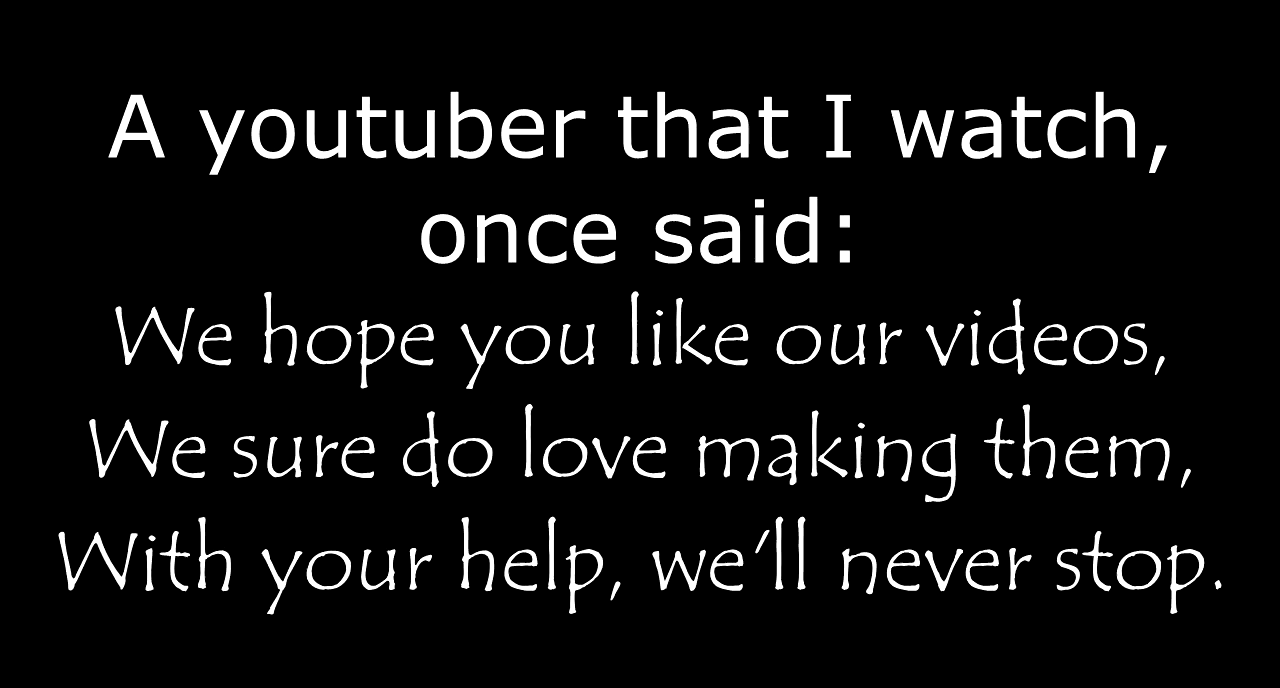 A youtuber that I watch,
once said:
We hope you like our videos,
We sure do love making them,
With your help, we'll never stop.